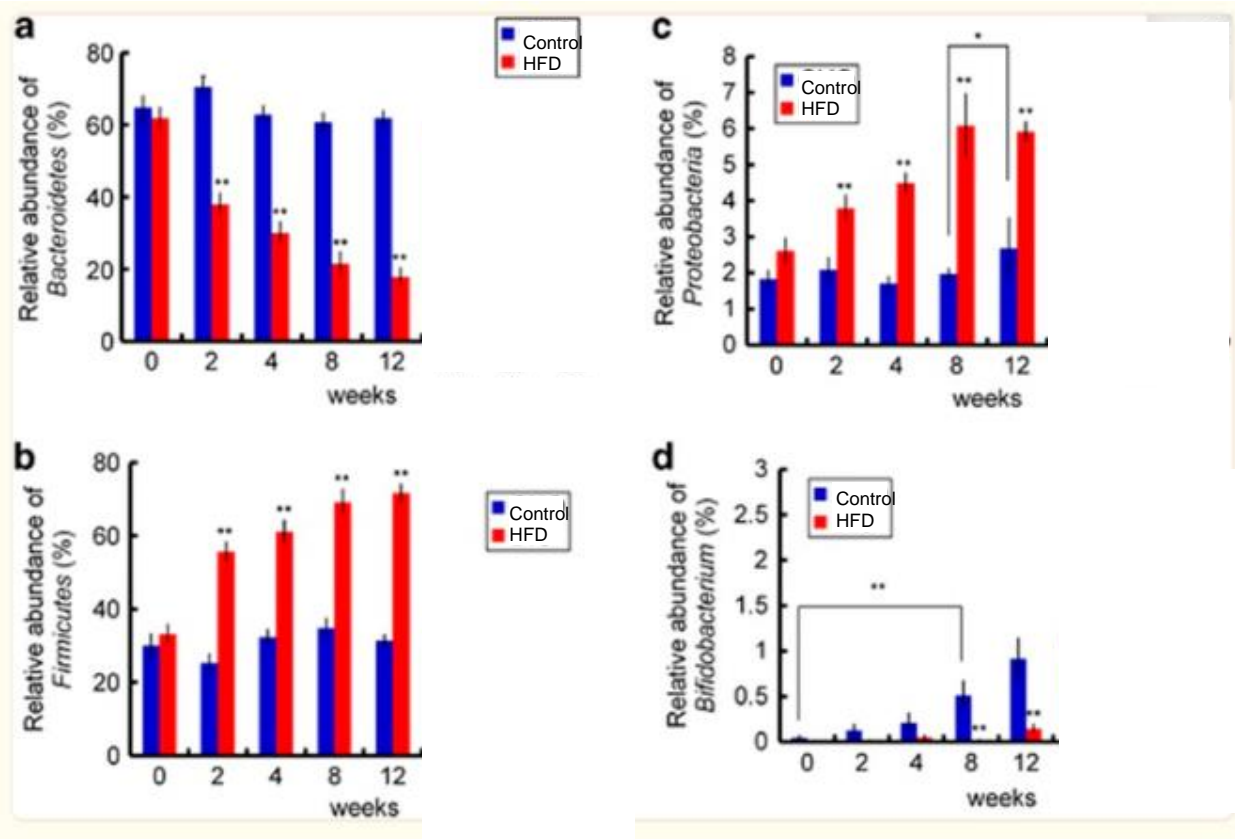 a
Relative abundance of
Bacteroidetes (%)
80
60
40
20
0
** ** ** **
0 2 4 8 12
weeks
Control
HFD
b
Relative abundance of
Firmicutes (%)
80
60
40
20
0
** ** ** **
0 2 4 8 12
weeks
Control
HFD
c
Relative abundance of
Proteobacteria (%)
8
7
6
5
4
3
2
1
0
*
** ** ** **
0 2 4 8 12
weeks
Control
HFD
d
Relative abundance of
Bifidobacterium (%)
3
2.5
2
1.5
1
0.5
0
**
** **
0 2 4 8 12
weeks
Control
HFD